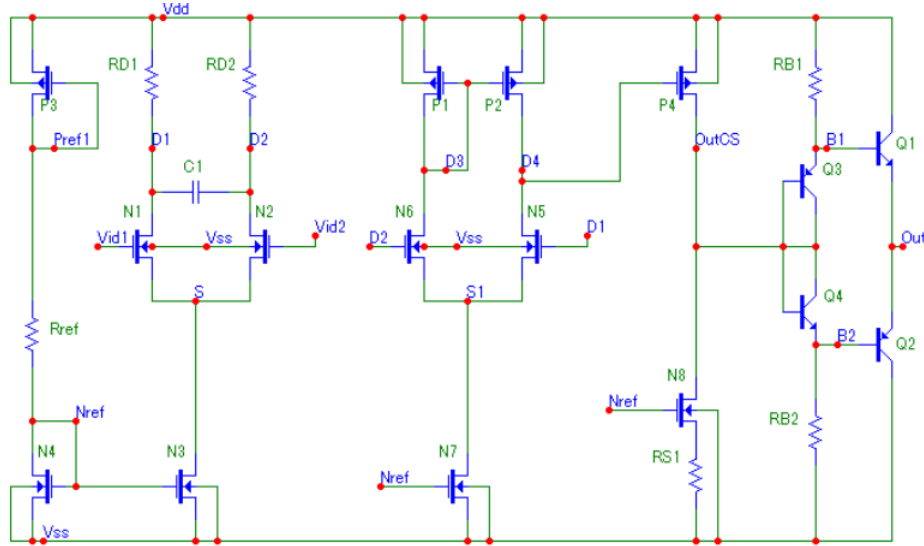 Vdd
RD1 RD2 RB1
P3 P1 P2 P4 Q1
Pref1 D1 D2 D3 D4 OutCS B1
C1 Q3
N1 N2 N6 N5
Vid1 Vss Vid2 D2 Vss D1 Out
S S1 Q4
Rref B2 Q2
N8
Nref Nref RB2
N4 N3 N7 RS1
Nref
Vss